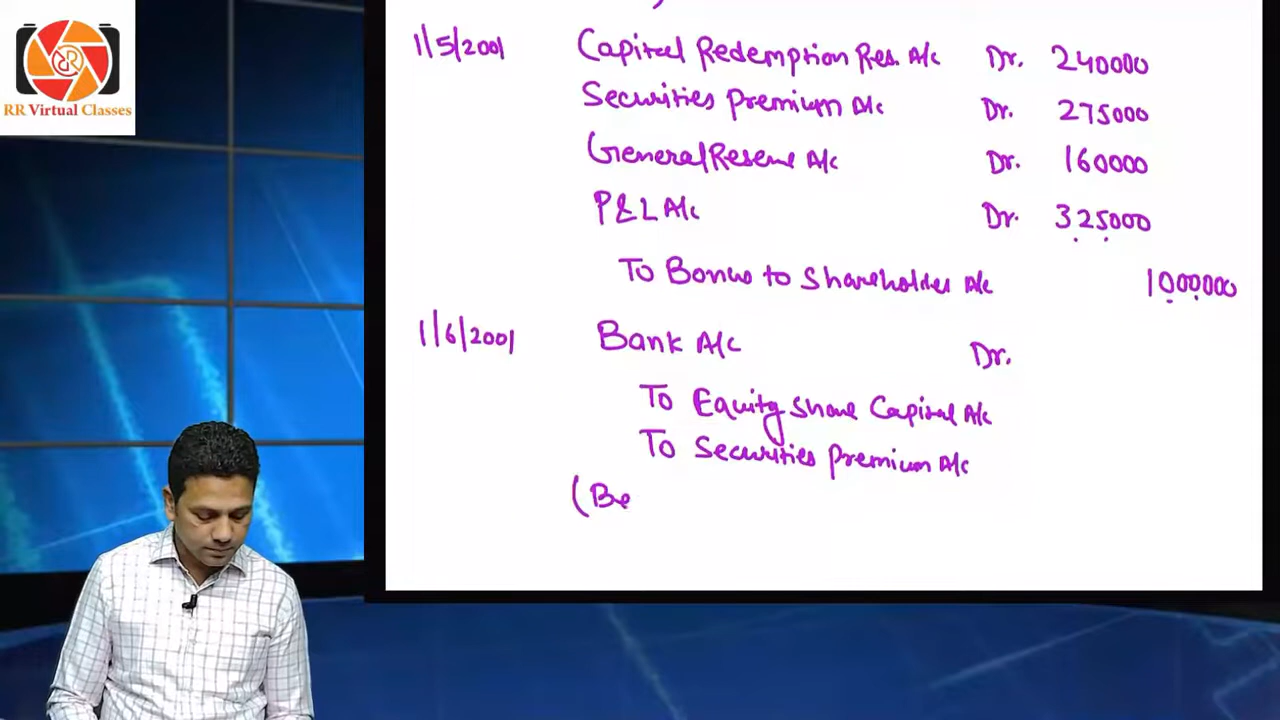 RR Virtual Classes
1/5/2001 Capital Redemption Res. A/c Dr. 240000
Securities Premium A/c Dr. 275000
General Reserve A/c Dr. 160000
P&L A/c Dr. 325000
To Bonus to Shareholder A/c 1000000
1/6/2001 Bank A/c Dr.
To Equity Share Capital A/c
To Securities Premium A/c
(Be